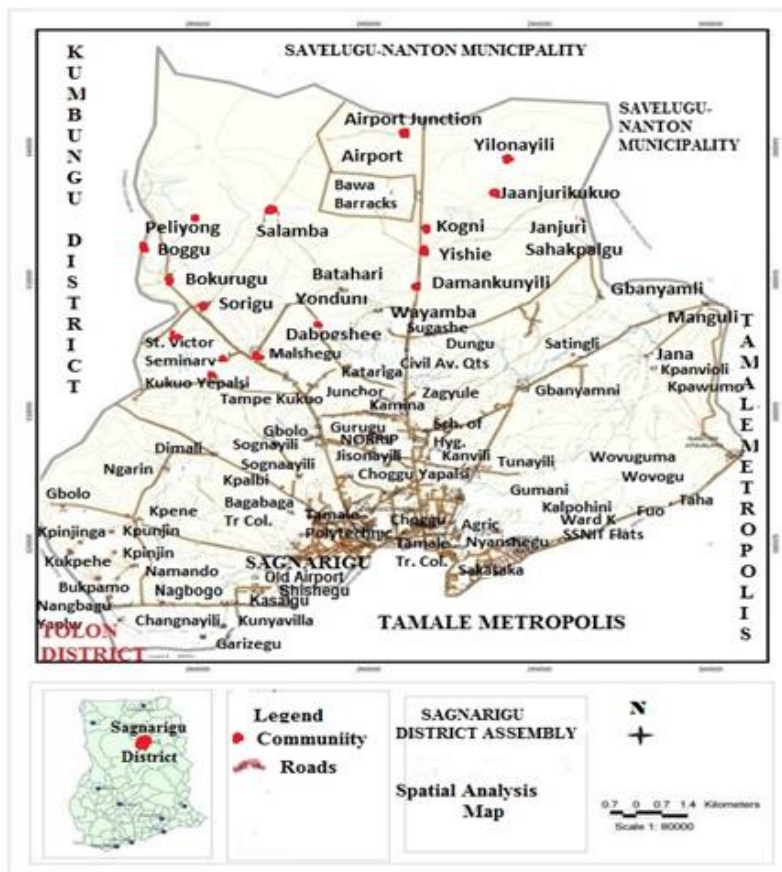 SAVELUGU-NANTON MUNICIPALITY
KUMBUNGU DISTRICT
SAVELUGU-
NANTON
MUNICIPALITY
Airport Junction
Airport
Yilonayili
Bawa
Barracks
Jaanjurikukuo
Peliyong
Salamba
Kogni
Janjuri
Boggu
Yishie
Sahakpalgu
Bokurugu
Batahari
Damankunyili
Gbanyamli
Sorigu
Yonduni
Wayamba
Manguli
TAMALE METROPOLIS
Sugashe
St. Victor
Seminary
Dabogshee
Dungu
Satingli
Malshegu
Civil Av. Qts
Jana
Kpanvioli
Kukuo Yepalsi
Katariga
Kpawumo
Tampe Kukuo
Junchor
Zagyule
Gbanyamni
Kamina
Gbolo
Gurugu
Sch. of
Hyg.
Sognayili
NORRIP
Dimali
Jisonayili
Kanvili
Ngarin
Sognaayili
Tunayili
Wovuguma
Kpalbi
Choggu Yapalsi
Wovogu
Gbolo
Gumani
Kpene
Bagabaga
Tr Col.
Kalpohini
Taha
Kpinjinga
Kpunjin
Tamale
Polytechnic
Choggu
Agric
Ward K
Fuo
SSNIT Flats
Kpinjin
Nyanshegu
Kukpehe
SAGNARIGU
Tamale
Tr. Col.
Namando
Old Airport
Sakasaka
Bukpamo
Nagbogo
Shishegu
Nangbagu
Kasalgu
TAMALE METROPOLIS
Changnayili
Kunyavilla
TOLON
DISTRICT
Garizegu
Sagnarigu
District
Legend
Communiity
Roads
SAGNARIGU
DISTRICT ASSEMBLY
Spatial Analysis
Map
N
0.7 0 0.7 1.4 Kilometers
Scale 1: 80000